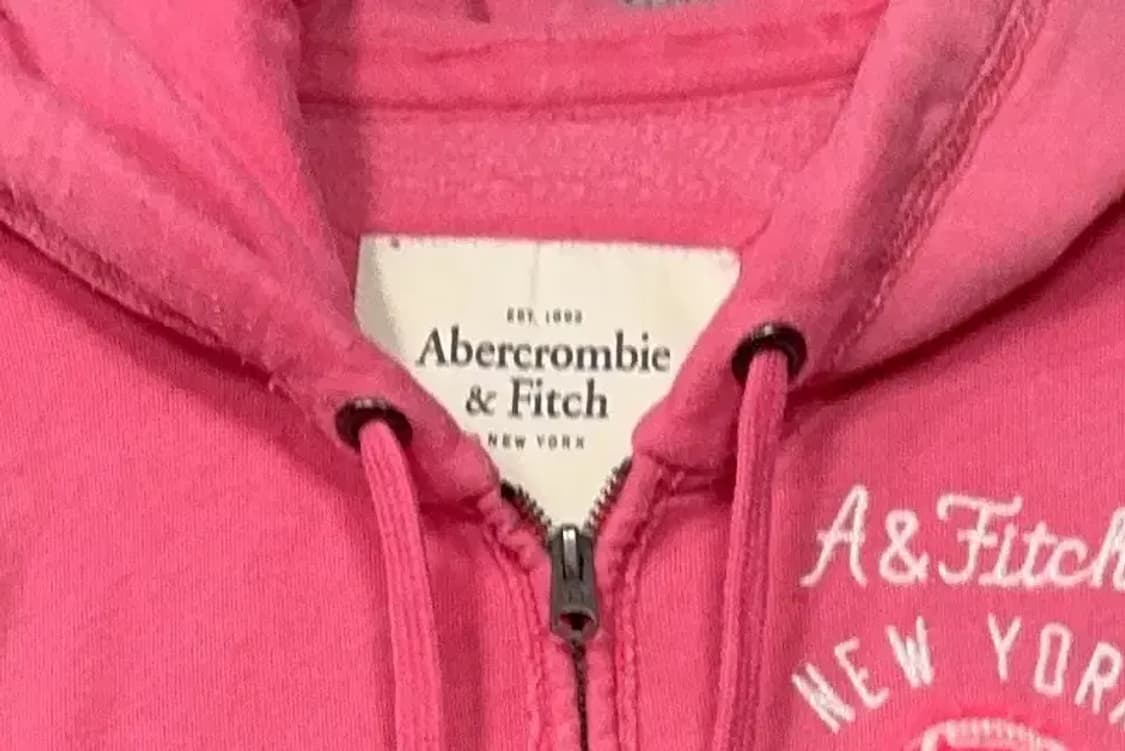 EST. 1892
Abercrombie
& Fitch
NEW YORK
A&Fitch
NEW YORK